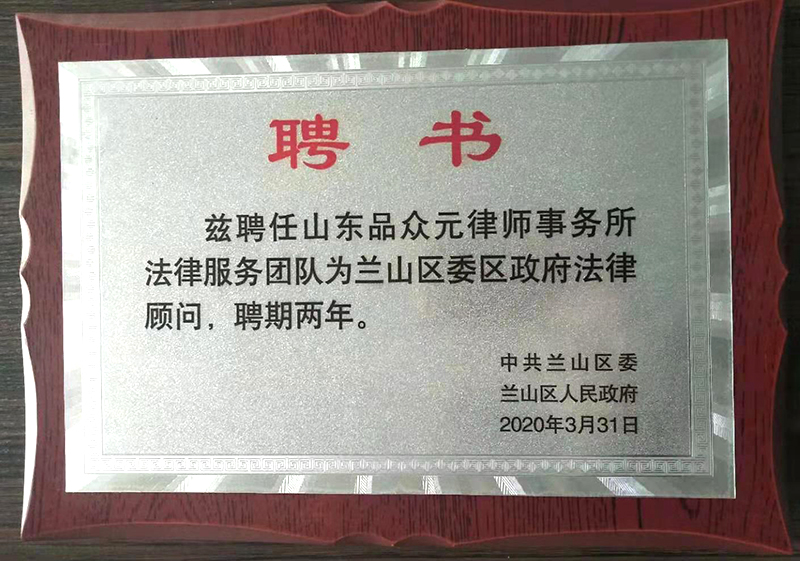 聘 书
兹聘任山东品众元律师事务所
法律服务团队为兰山区委区政府法律
顾问，聘期两年。
中共兰山区委
兰山区人民政府
2020年3月31日